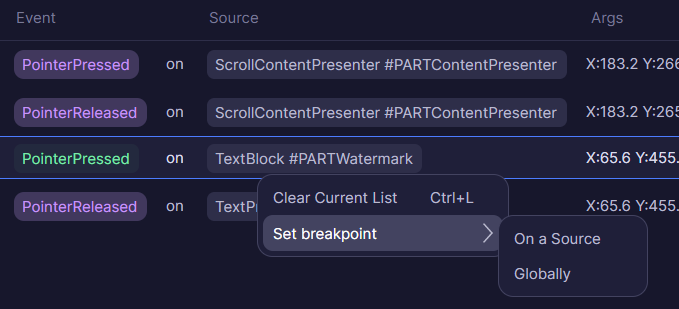 Event Source Args
PointerPressed on ScrollContentPresenter #PARTContentPresenter X:183.2 Y:266
PointerReleased on ScrollContentPresenter #PARTContentPresenter X:183.2 Y:265
PointerPressed on TextBlock #PARTWatermark X:65.6 Y:455.
PointerReleased on X:65.6 Y:455.
Clear Current List Ctrl+L
Set breakpoint
On a Source
Globally